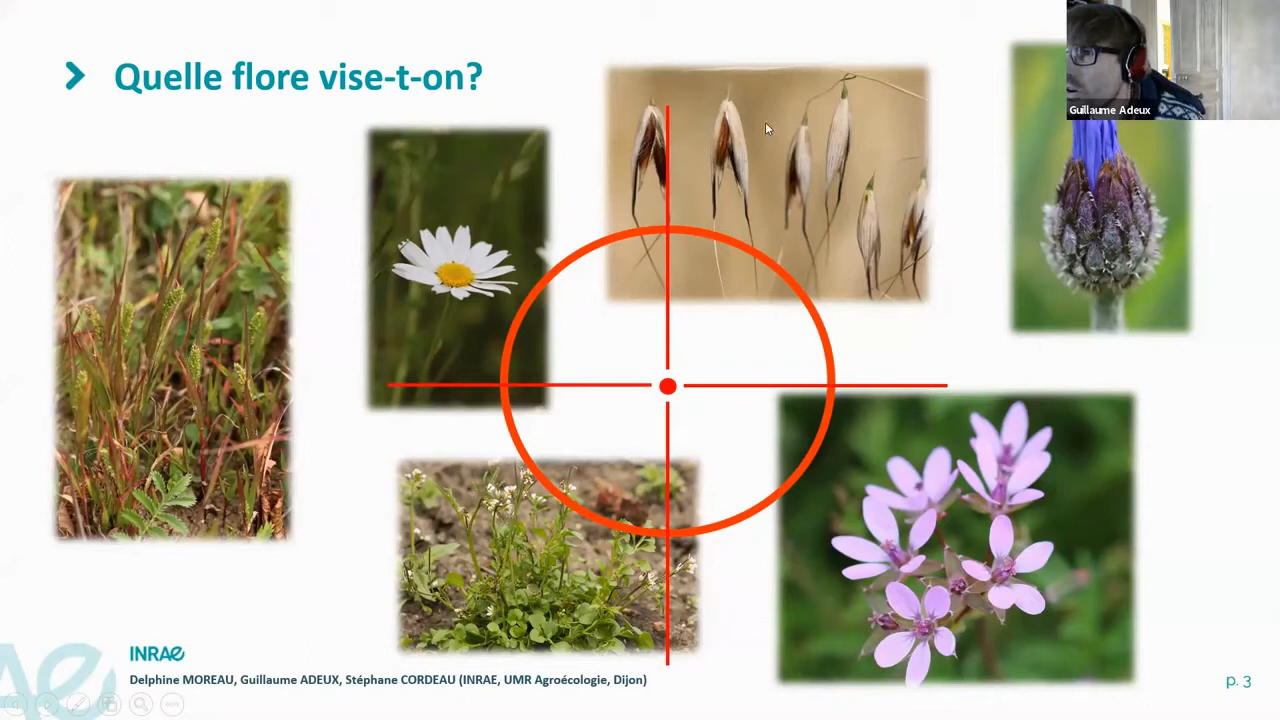 Quelle flore vise-t-on?
Guillaume Adeux
INRAE
Delphine MOREAU, Guillaume ADEUX, Stéphane CORDEAU (INRAE, UMR Agroécologie, Dijon)
p. 3